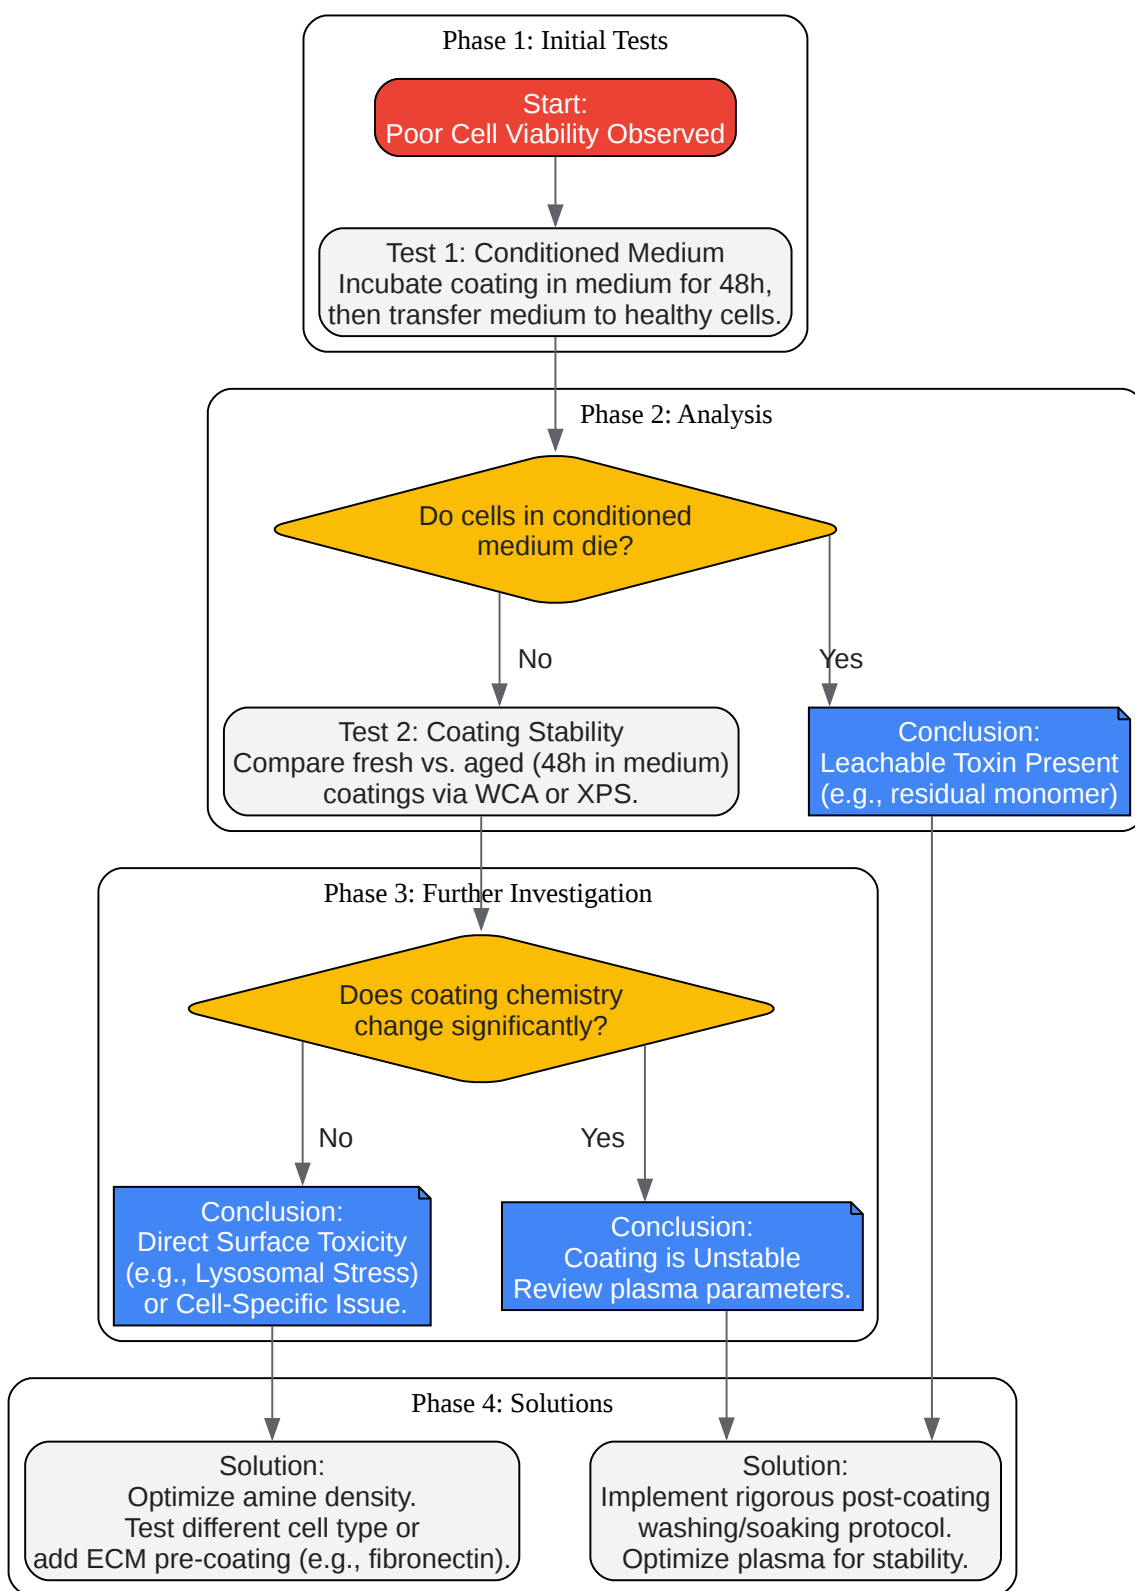 Phase 1: Initial Tests
Start:
Poor Cell Viability Observed
Test 1: Conditioned Medium
Incubate coating in medium for 48h,
then transfer medium to healthy cells.
Phase 2: Analysis
Do cells in conditioned
medium die?
No
Yes
Test 2: Coating Stability
Compare fresh vs. aged (48h in medium)
coatings via WCA or XPS.
Conclusion:
Leachable Toxin Present
(e.g., residual monomer)
Phase 3: Further Investigation
Does coating chemistry
change significantly?
No
Yes
Conclusion:
Direct Surface Toxicity
(e.g., Lysosomal Stress)
or Cell-Specific Issue.
Conclusion:
Coating is Unstable
Review plasma parameters.
Phase 4: Solutions
Solution:
Optimize amine density.
Test different cell type or
add ECM pre-coating (e.g., fibronectin).
Solution:
Implement rigorous post-coating
washing/soaking protocol.
Optimize plasma for stability.